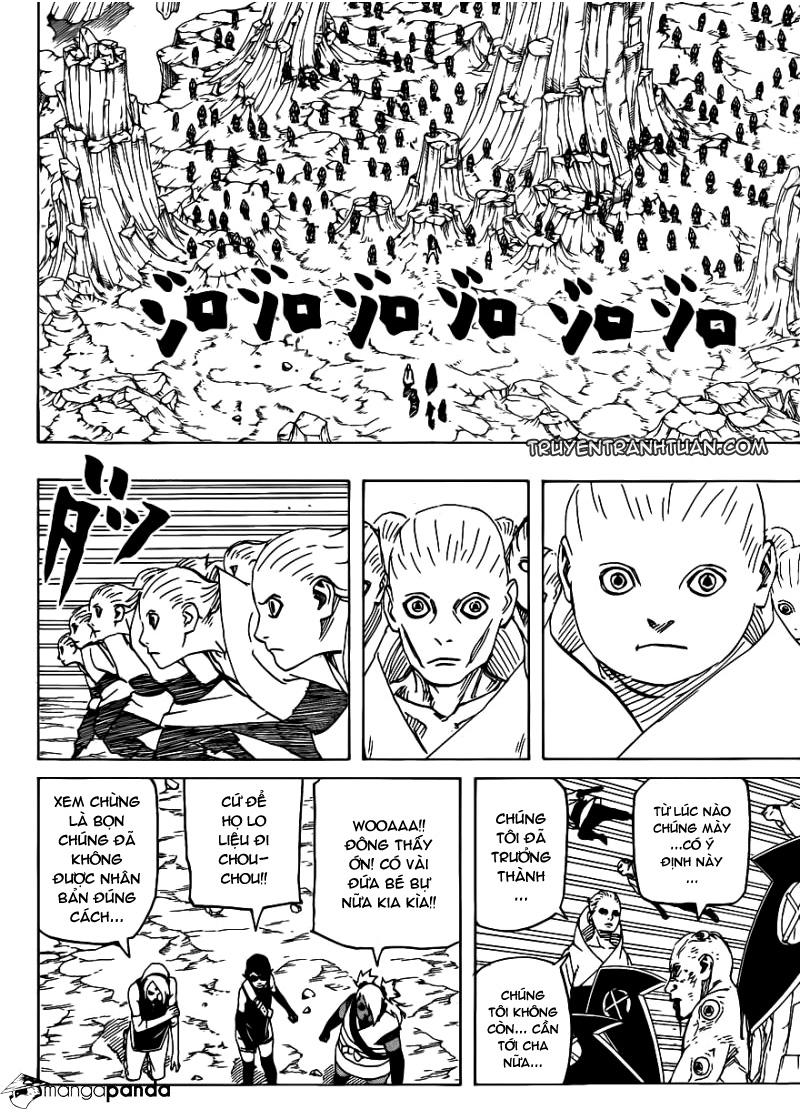 ゾロ ゾロ ゾロ ゾロ ゾロ ゾロ
TRUYENTRANHTUAN.COM
ダッ
TỪ LÚC NÀO
CHÚNG MÀY
...CÓ Ý
ĐỊNH NÀY
...
CHÚNG
TÔI ĐÃ
TRƯỞNG
THÀNH
...
CHÚNG
TÔI KHÔNG
CÒN... CẦN
TỚI CHA
NỮA...
WOOAAA!!
ĐÔNG THẤY
ỚN! CÓ VÀI
ĐỨA BÉ BỰ
NỮA KIA KÌA!!
CỨ ĐỂ
HỌ LO
LIỆU ĐI
CHOU-
CHOU!!
XEM CHỪNG
LÀ BỌN
CHÚNG ĐÃ
KHÔNG
ĐƯỢC NHÂN
BẢN ĐÚNG
CÁCH...
mangapanda